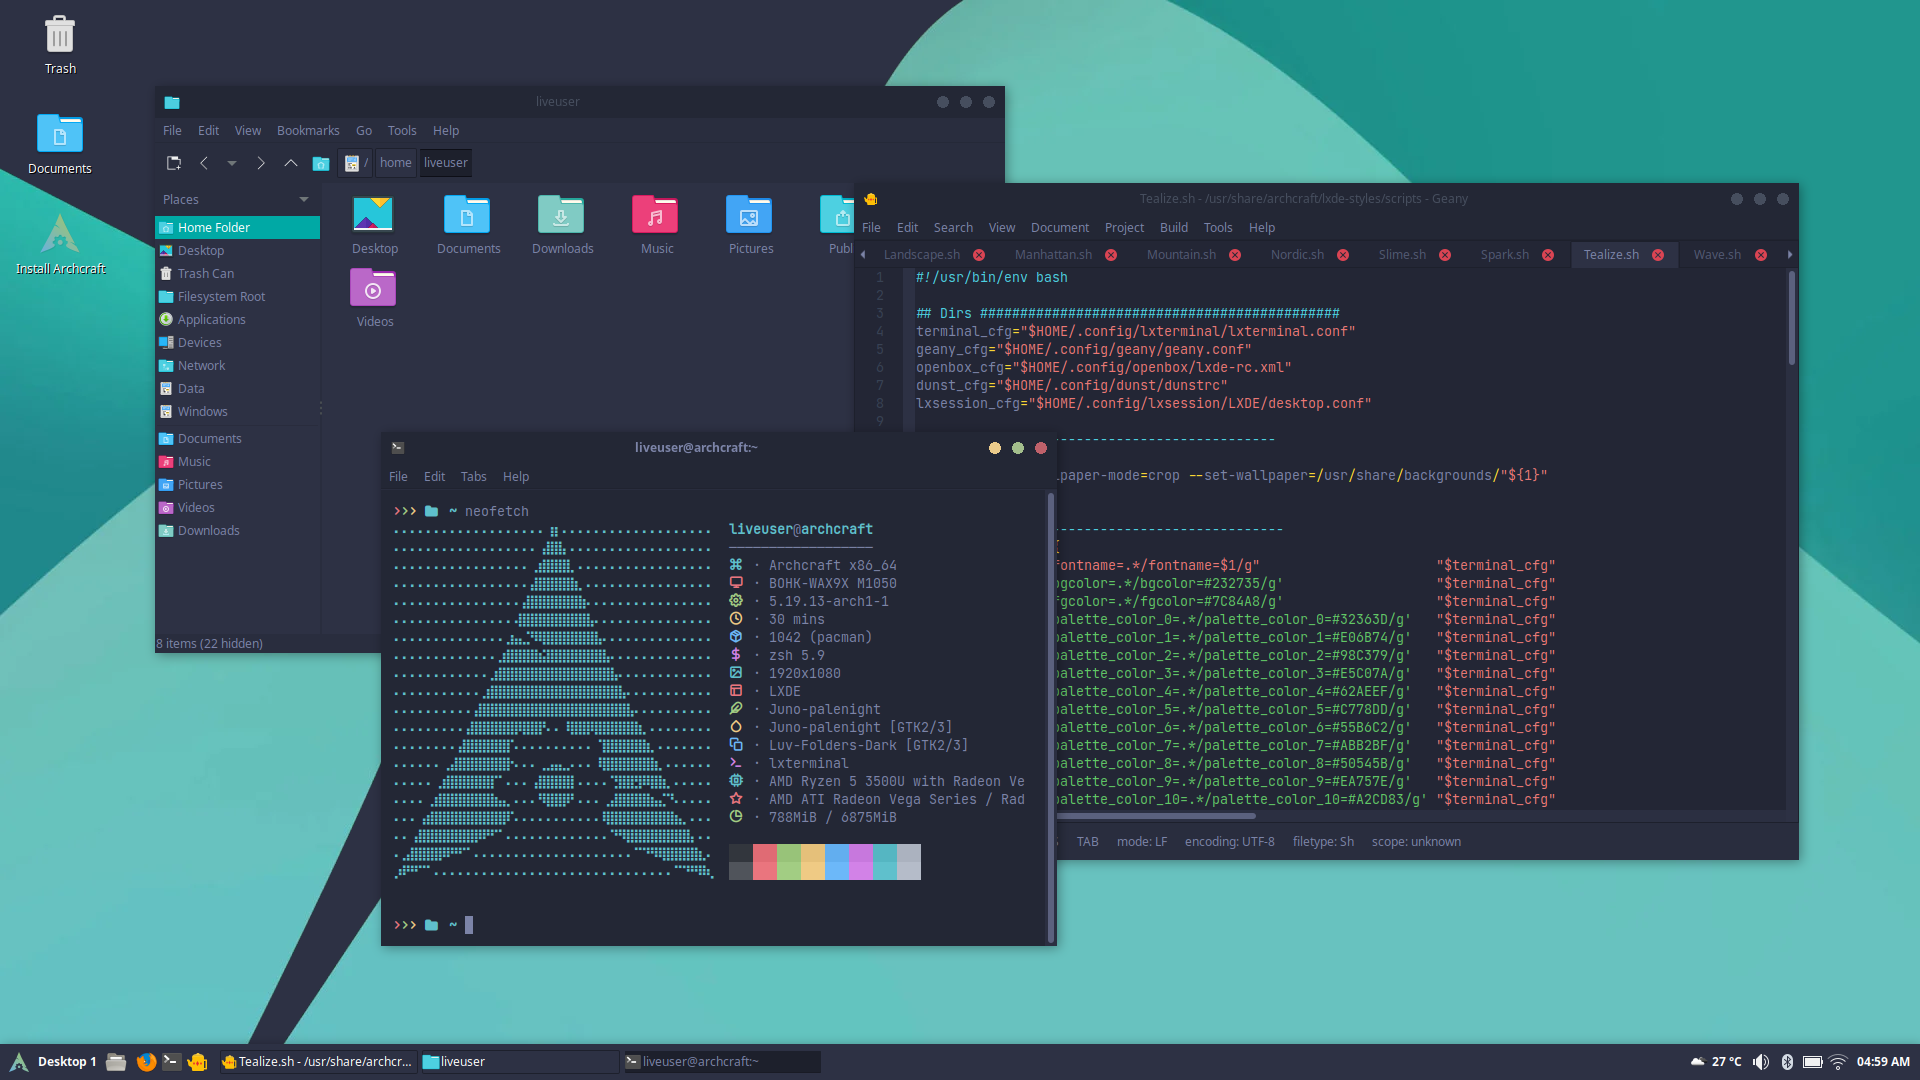 Trash
Documents
Install Archcraft
liveuser
File Edit View Bookmarks Go Tools Help
/ home liveuser
Places
Home Folder
Desktop
Trash Can
Filesystem Root
Applications
Devices
Network
Data
Windows
Documents
Music
Pictures
Videos
Downloads
Desktop Documents Downloads Music Pictures Publ
Videos
8 items (22 hidden)
Tealize.sh - /usr/share/archcraft/lxde-styles/scripts - Geany
File Edit Search View Document Project Build Tools Help
Landscape.sh Manhattan.sh Mountain.sh Nordic.sh Slime.sh Spark.sh Tealize.sh Wave.sh
1 #!/usr/bin/env bash
2
3 ## Dirs #############################################
4 terminal_cfg="$HOME/.config/lxterminal/lxterminal.conf"
5 geany_cfg="$HOME/.config/geany/geany.conf"
6 openbox_cfg="$HOME/.config/openbox/lxde-rc.xml"
7 dunst_cfg="$HOME/.config/dunst/dunstrc"
8 lxsession_cfg="$HOME/.config/lxsession/LXDE/desktop.conf"
9
---------------------------
lpaper-mode=crop --set-wallpaper=/usr/share/backgrounds/"${1}"
----------------------------
{
fontname=.*/fontname=$1/g" "$terminal_cfg"
bgcolor=.*/bgcolor=#232735/g' "$terminal_cfg"
fgcolor=.*/fgcolor=#7C84A8/g' "$terminal_cfg"
palette_color_0=.*/palette_color_0=#32363D/g' "$terminal_cfg"
palette_color_1=.*/palette_color_1=#E06B74/g' "$terminal_cfg"
palette_color_2=.*/palette_color_2=#98C379/g' "$terminal_cfg"
palette_color_3=.*/palette_color_3=#E5C07A/g' "$terminal_cfg"
palette_color_4=.*/palette_color_4=#62AEEF/g' "$terminal_cfg"
palette_color_5=.*/palette_color_5=#C778DD/g' "$terminal_cfg"
palette_color_6=.*/palette_color_6=#55B6C2/g' "$terminal_cfg"
palette_color_7=.*/palette_color_7=#ABB2BF/g' "$terminal_cfg"
palette_color_8=.*/palette_color_8=#50545B/g' "$terminal_cfg"
palette_color_9=.*/palette_color_9=#EA757E/g' "$terminal_cfg"
palette_color_10=.*/palette_color_10=#A2CD83/g' "$terminal_cfg"
TAB mode: LF encoding: UTF-8 filetype: Sh scope: unknown
liveuser@archcraft:~
File Edit Tabs Help
>>> ~ neofetch
liveuser@archcraft
------------------
· Archcraft x86_64
· BOHK-WAX9X M1050
· 5.19.13-arch1-1
· 30 mins
· 1042 (pacman)
· zsh 5.9
· 1920x1080
· LXDE
· Juno-palenight
· Juno-palenight [GTK2/3]
· Luv-Folders-Dark [GTK2/3]
· lxterminal
· AMD Ryzen 5 3500U with Radeon Ve
· AMD ATI Radeon Vega Series / Rad
· 788MiB / 6875MiB
>>> ~
Desktop 1 Tealize.sh - /usr/share/archcr... liveuser liveuser@archcraft:~ 27 °C 04:59 AM